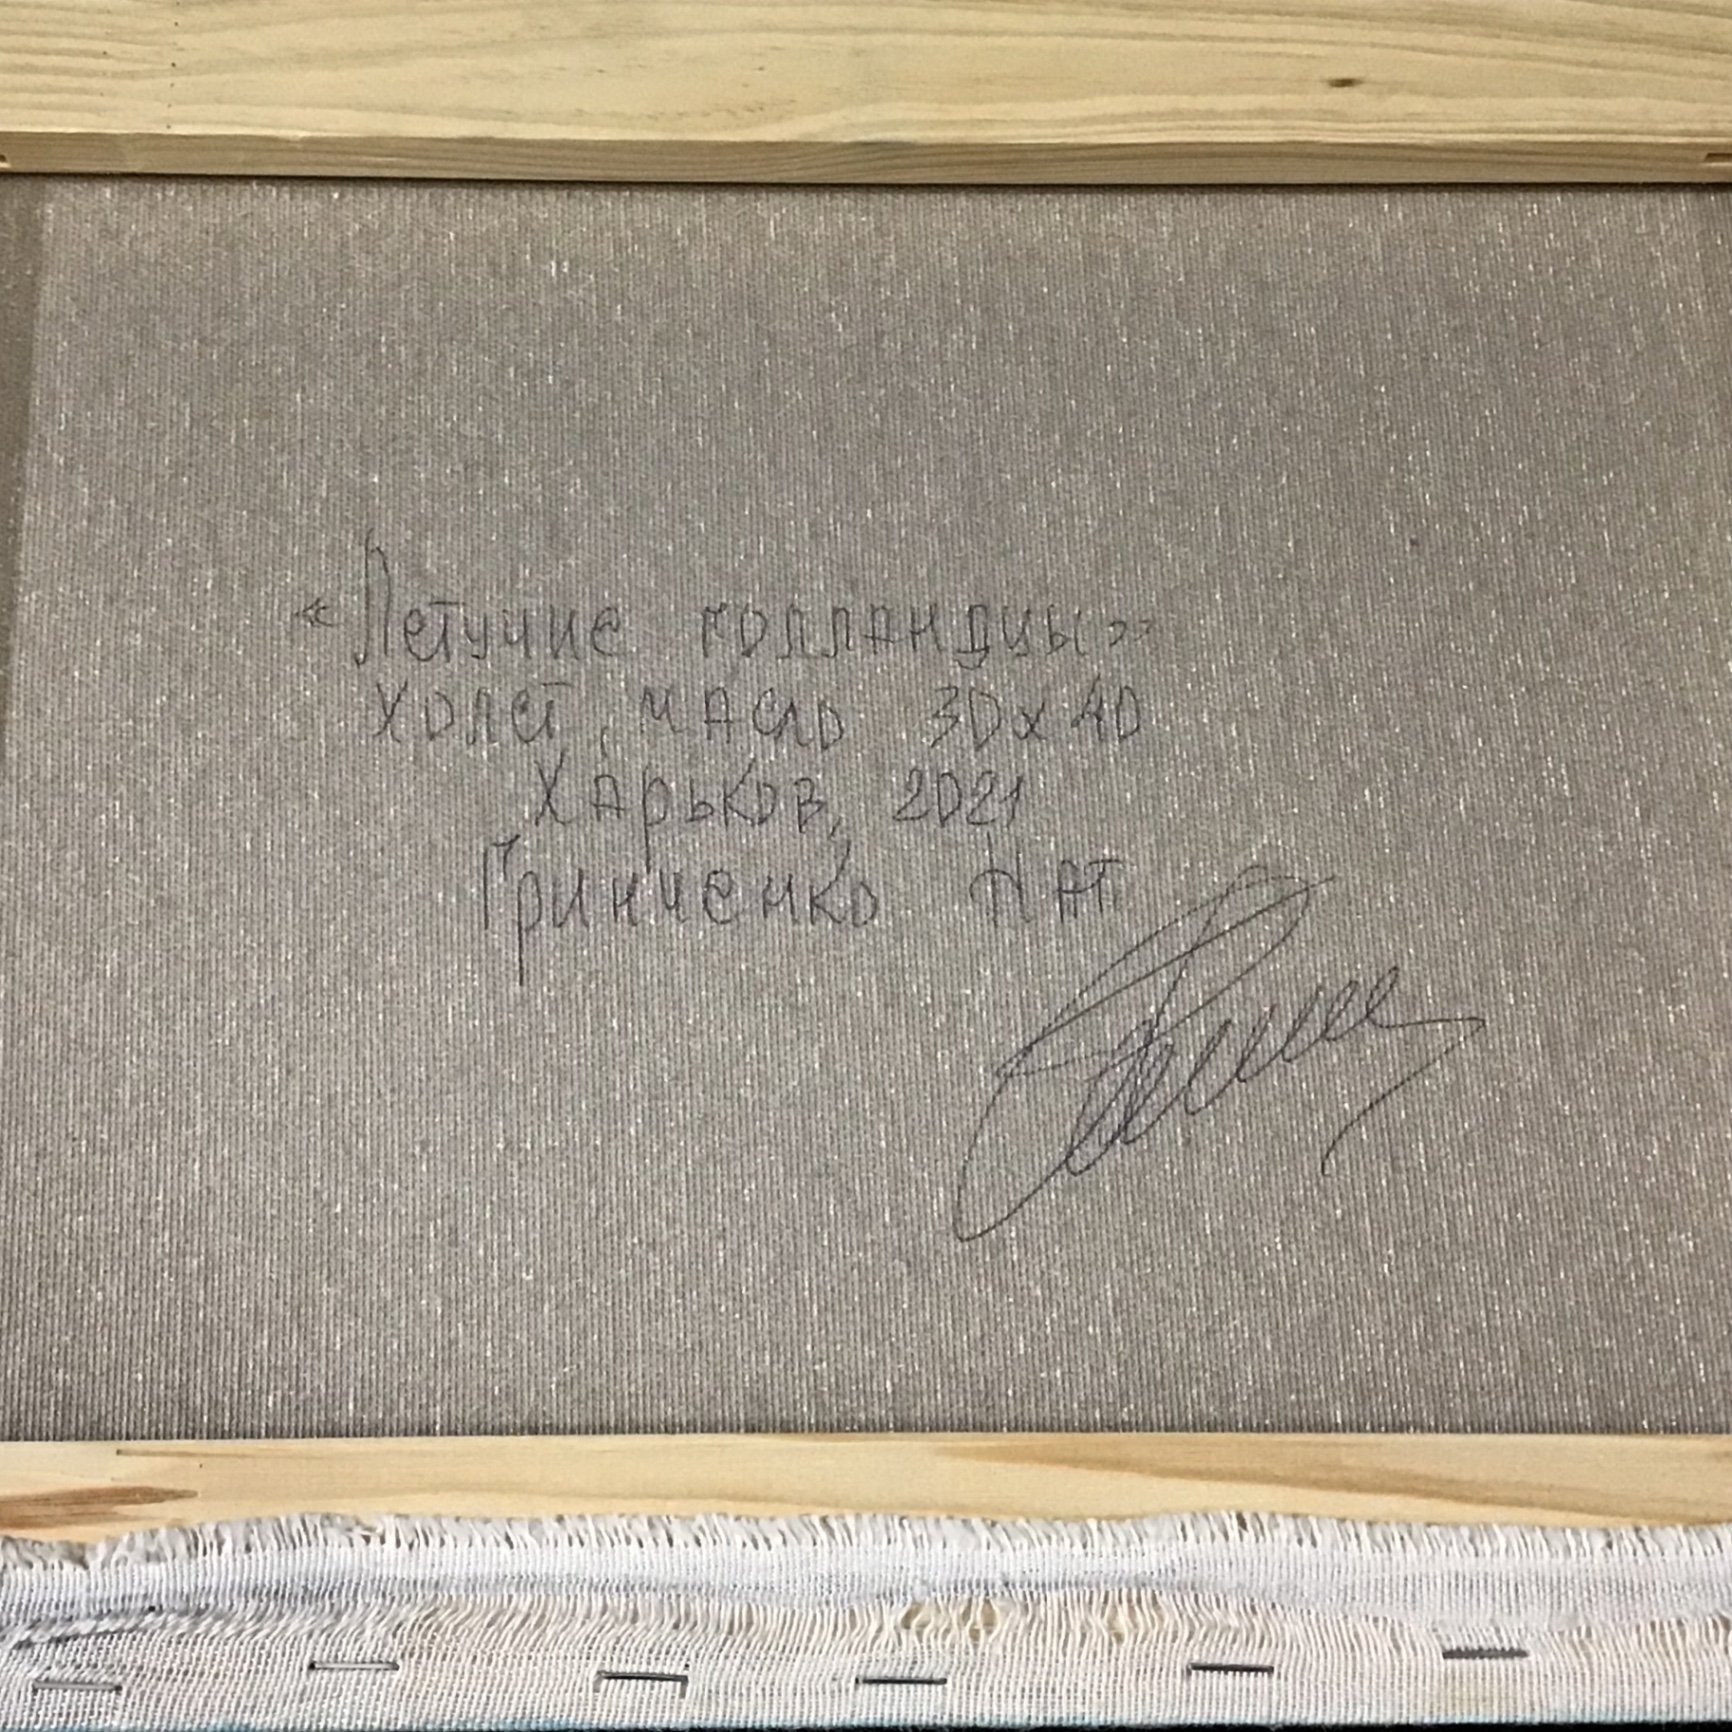 «Летучие голландцы»
холст, масло 30х40
Харьков, 2021
Гринченко НАТ.